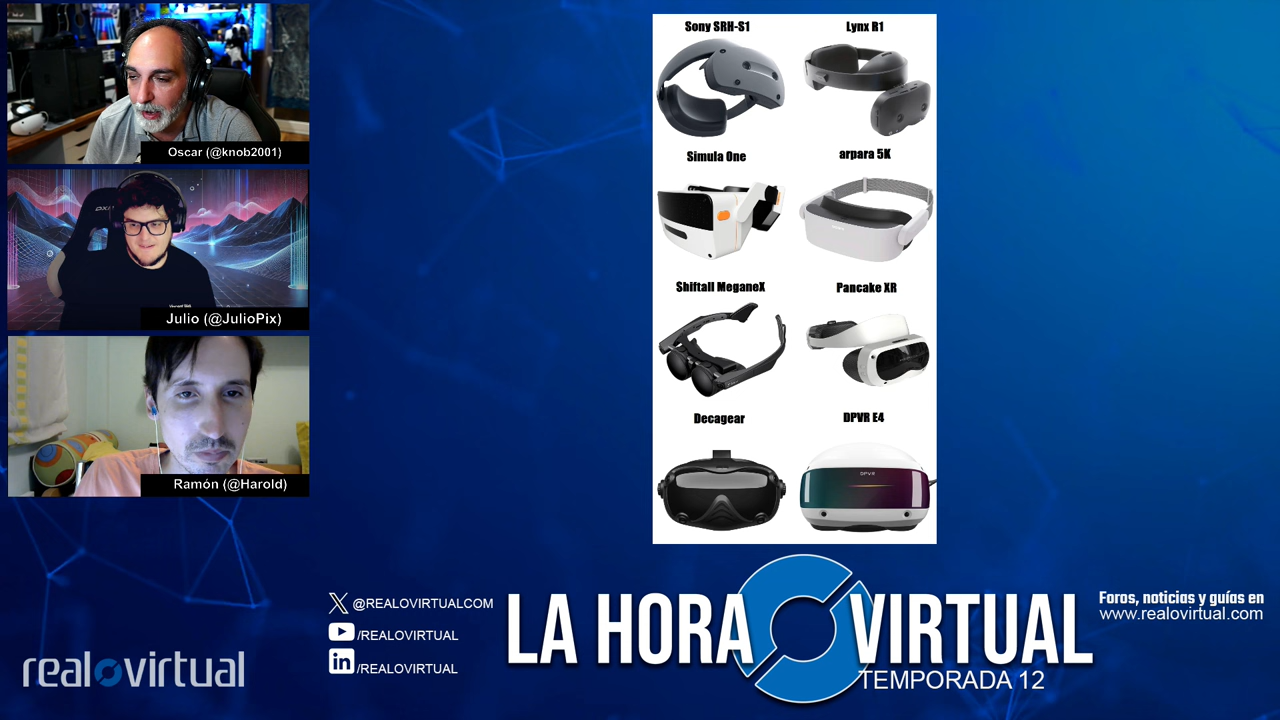 Oscar (@knob2001)
Julio (@JulioPix)
Ramón (@Harold)
Sony SRH-S1
Lynx R1
Simula One
arpara 5K
Shiftall MeganeX
Pancake XR
Decagear
DPVR E4
DPVR
@REALOVIRTUALCOM
/REALOVIRTUAL
/REALOVIRTUAL
LA HORA VIRTUAL
TEMPORADA 12
Foros, noticias y guías en
www.realovirtual.com
realovirtual